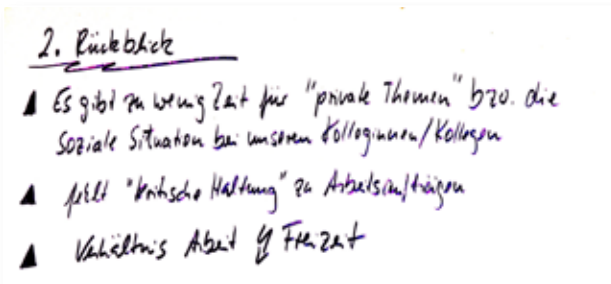 2. Rückblick
Es gibt zu wenig Zeit für "private Themen" bzw. die
Soziale Situation bei unseren Kolleginnen/Kollegen
fehlt "kritische Haltung" zu Arbeitsaufträgen
Verhältnis Arbeit Freizeit